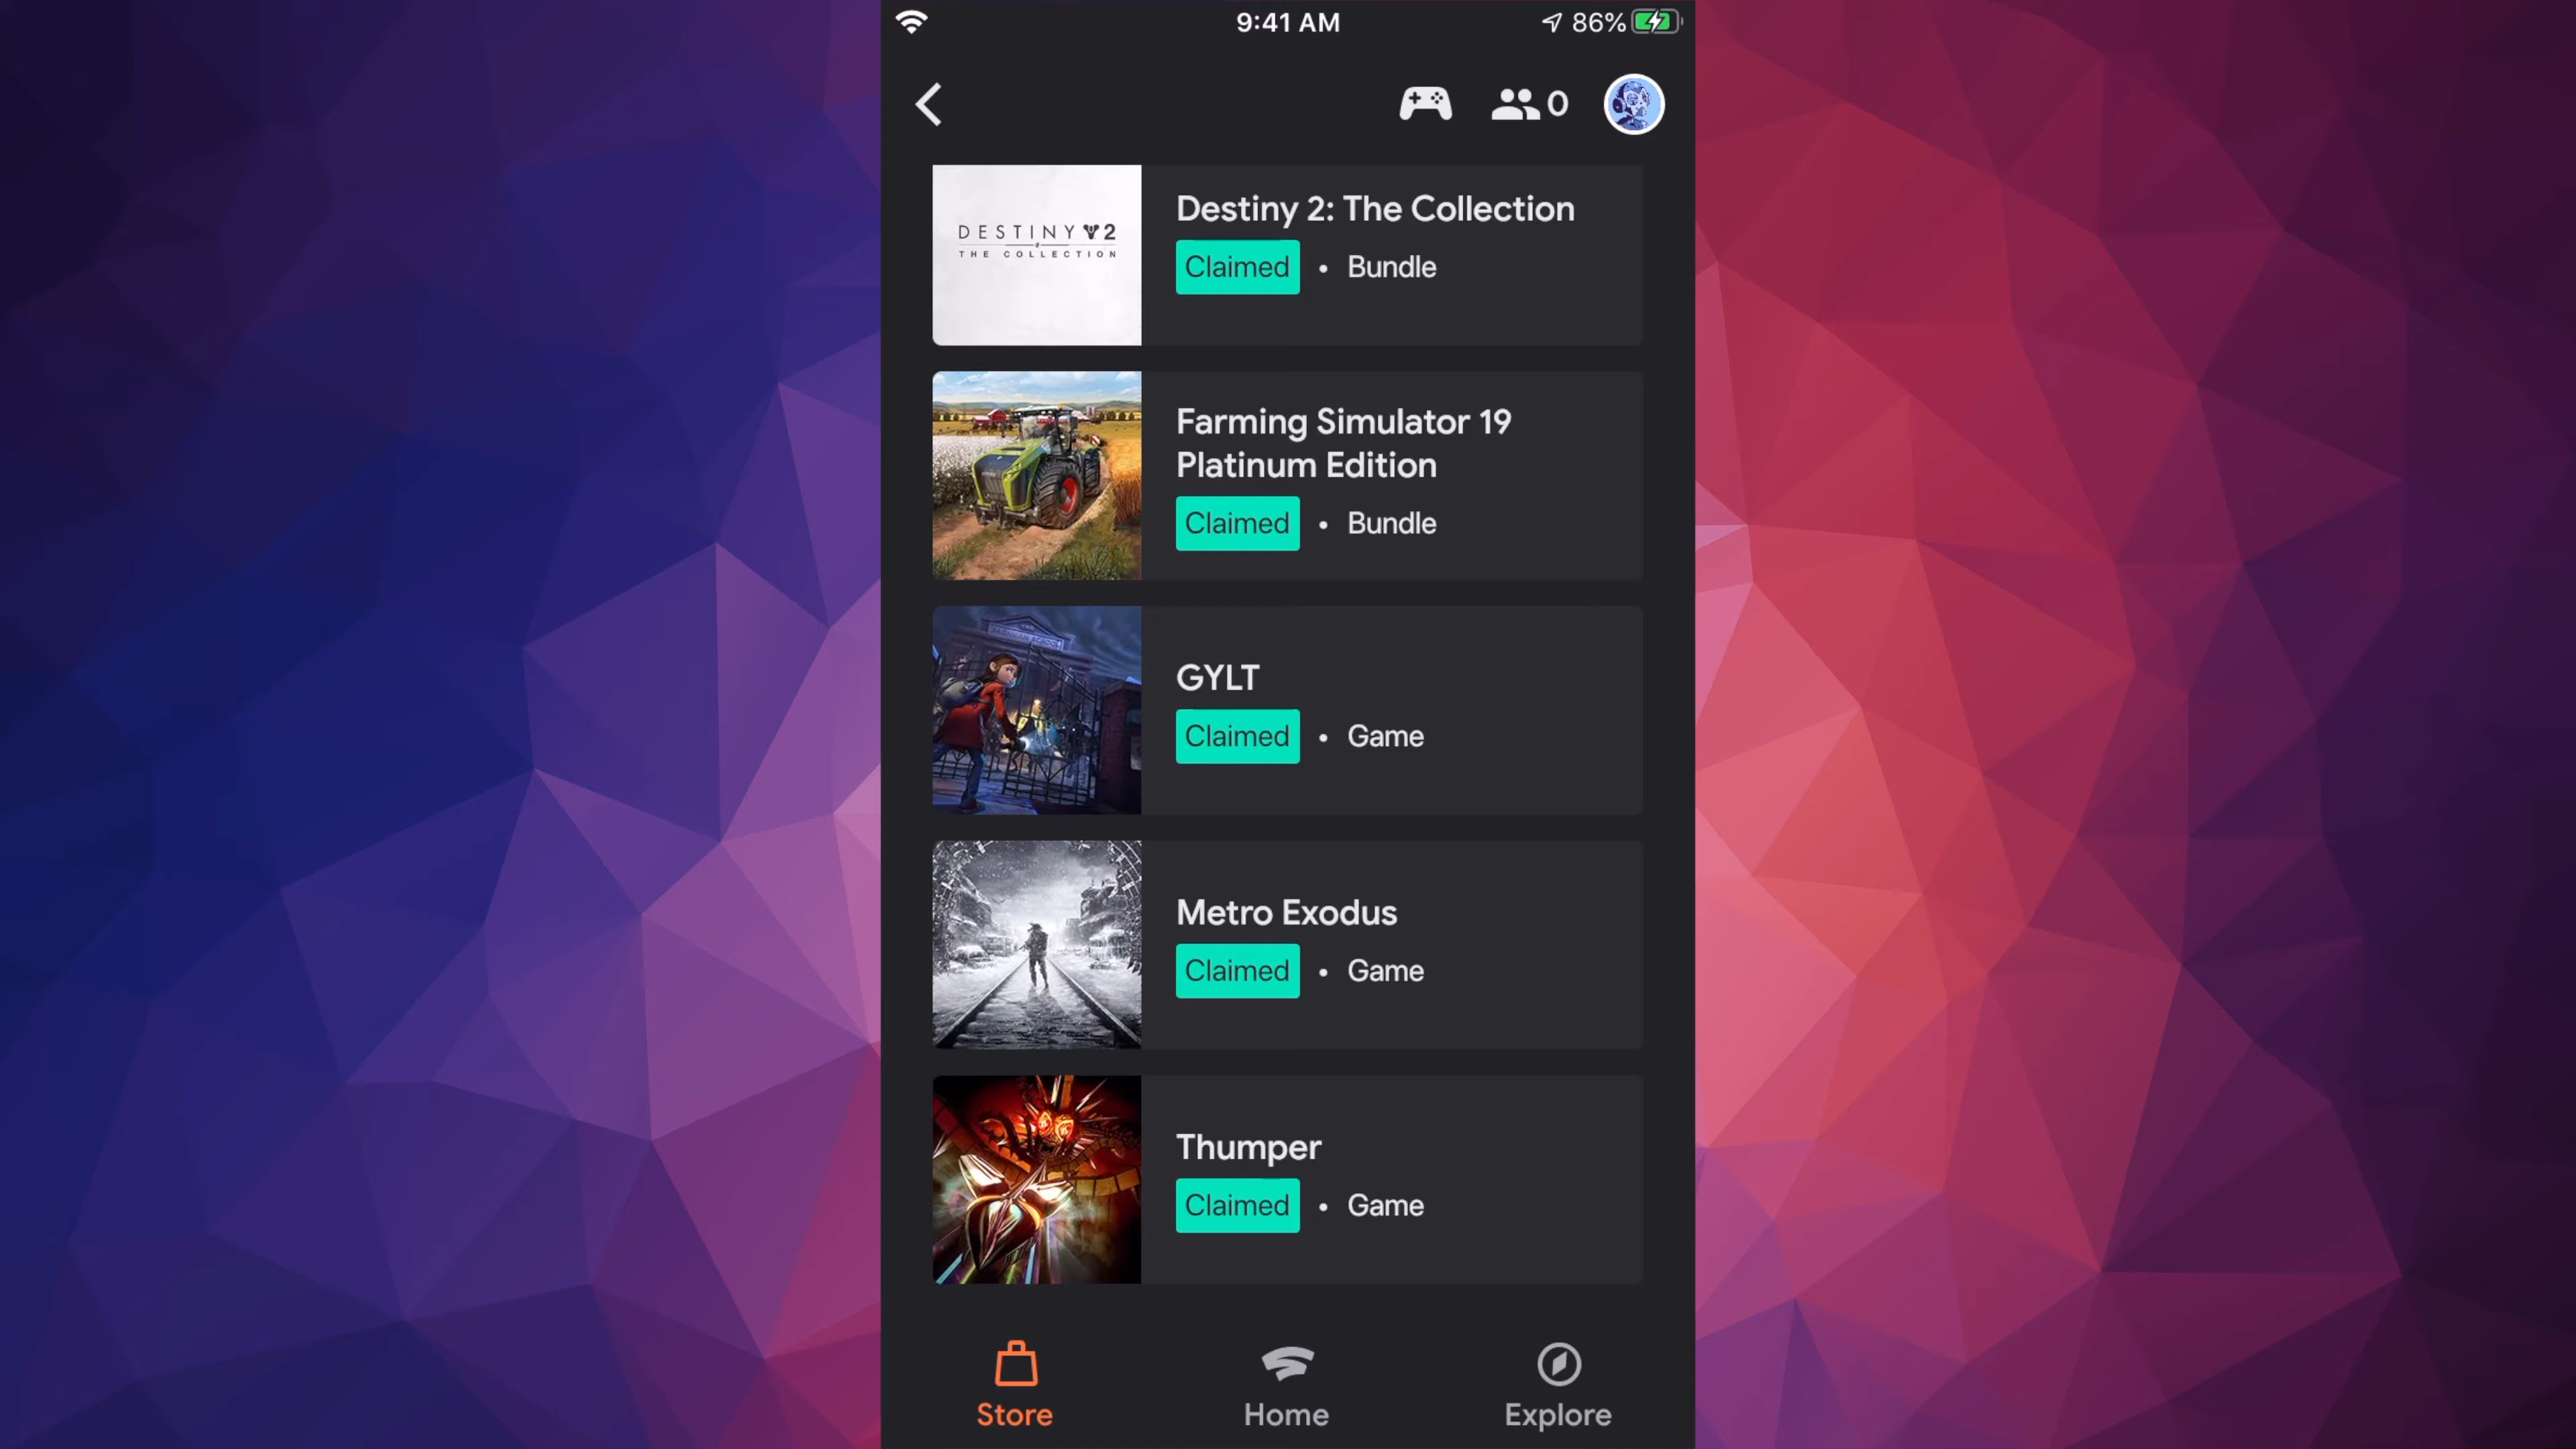 9:41 AM
86%
0
DESTINY 2
THE COLLECTION
Destiny 2: The Collection
Claimed • Bundle
Farming Simulator 19
Platinum Edition
Claimed • Bundle
GYLT
Claimed • Game
Metro Exodus
Claimed • Game
Thumper
Claimed • Game
Store
Home
Explore